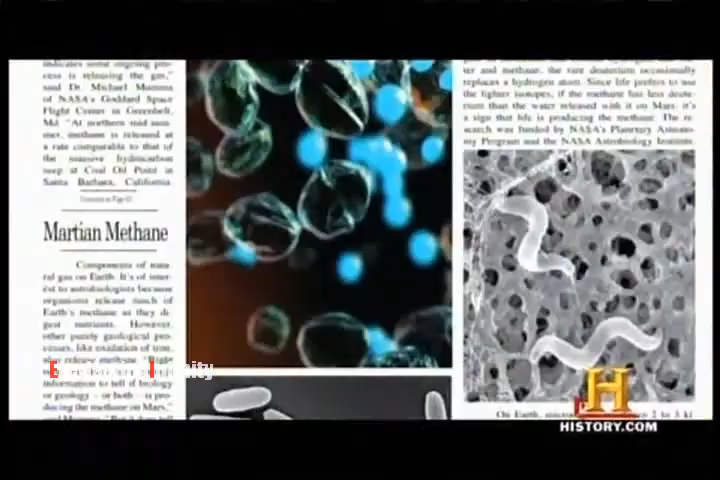 indicates some ongoing pro-
cess is releasing the gas,"
said Dr. Michael Mumma
of NASA's Goddard Space
Flight Center in Greenbelt,
Md. "At northern mid-sum-
mer, methane is released at
a rate comparable to that of
the massive hydrocarbon
seep at Coal Oil Point in
Santa Barbara, California.
Martian Methane
Components of natu-
ral gas on Earth. It's of inter-
est to astrobiologists because
organisms release much of
Earth's methane as they di-
gest nutrients. However,
other purely geological pro-
cesses, like oxidation of iron,
also release methane. "Right
information to tell if biology
or geology - or both - is pro-
ducing the methane on Mars,"
ter and methane, the rare deuterium occasionally
replaces a hydrogen atom. Since life prefers to use
the lighter isotopes, if the methane has less deute-
rium than the water released with it on Mars, it's
a sign that life is producing the methane. The re-
search was funded by NASA's Planetary Astrono-
my Program and the NASA Astrobiology Institute.
On Earth,
2 to 3 ki
H
HISTORY.COM